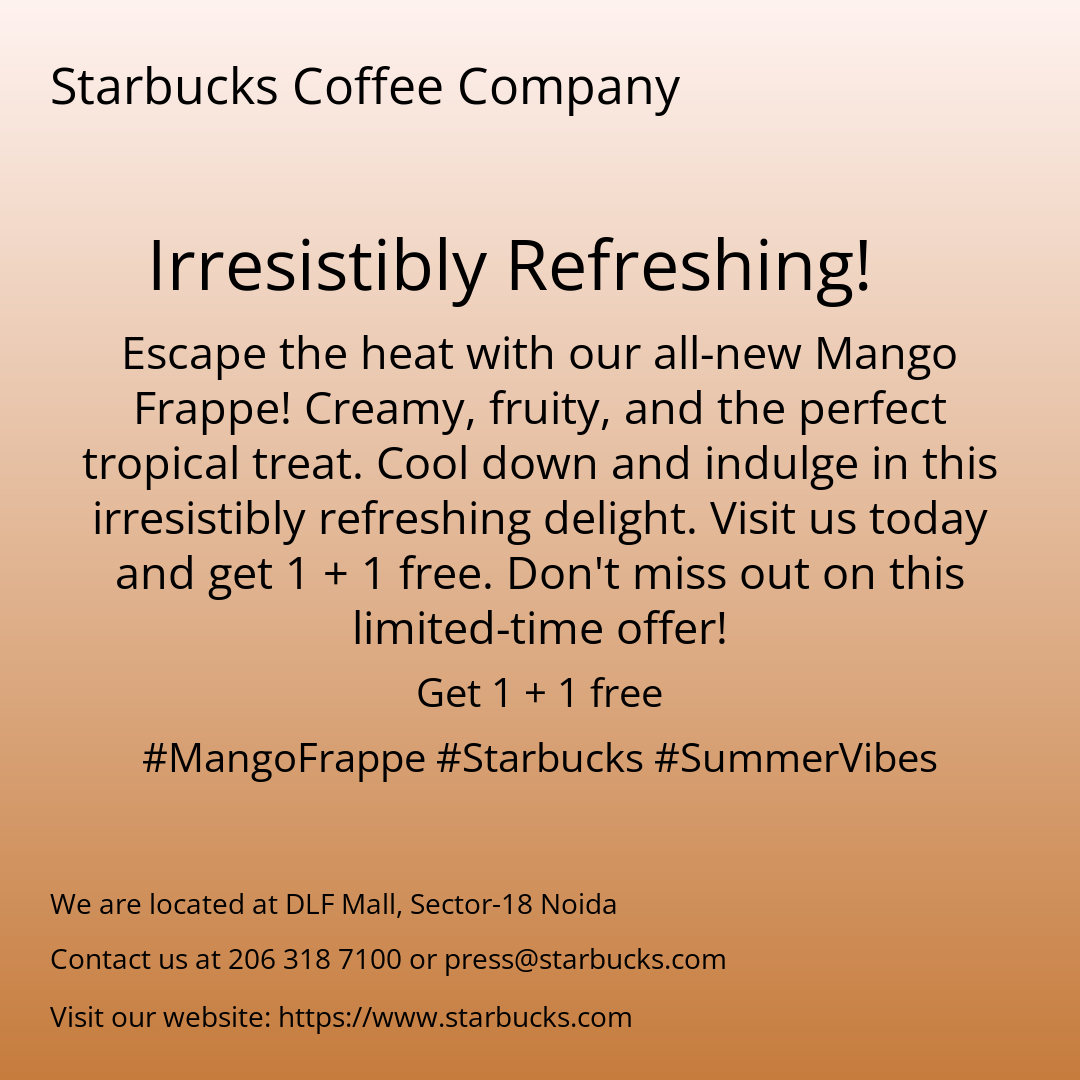 Starbucks Coffee Company
Irresistibly Refreshing!
Escape the heat with our all-new Mango
Frappe! Creamy, fruity, and the perfect
tropical treat. Cool down and indulge in this
irresistibly refreshing delight. Visit us today
and get 1 + 1 free. Don't miss out on this
limited-time offer!
Get 1 + 1 free
#MangoFrappe #Starbucks #SummerVibes
We are located at DLF Mall, Sector-18 Noida
Contact us at 206 318 7100 or press@starbucks.com
Visit our website: https://www.starbucks.com